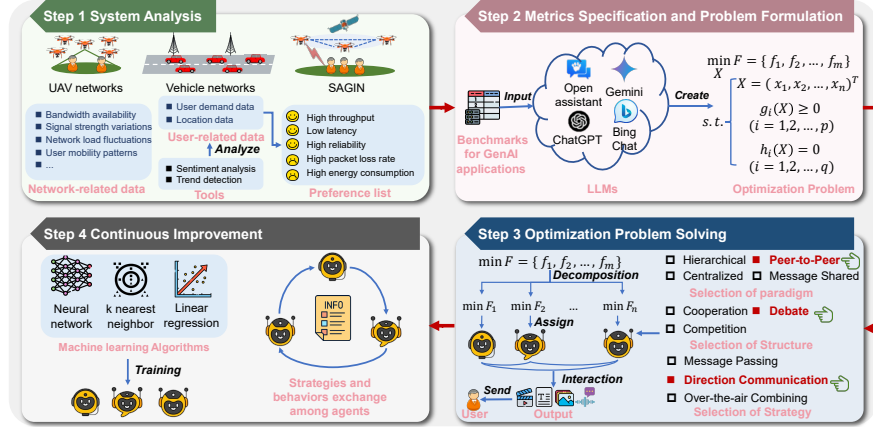 Step 1 System Analysis
UAV networks
Vehicle networks
SAGIN
Bandwidth availability
Signal strength variations
Network load fluctuations
User mobility patterns
...
Network-related data
User demand data
Location data
User-related data
Analyze
Sentiment analysis
Trend detection
Tools
High throughput
Low latency
High reliability
High packet loss rate
High energy consumption
Preference list
Step 2 Metrics Specification and Problem Formulation
Input
Benchmarks
for GenAI
applications
Open
assistant
Gemini
ChatGPT
Bing
Chat
LLMs
Create
min F = { f₁, f₂, ..., fₘ}
X
X = ( x₁, x₂, ..., xₙ)ᵀ
s.t.
gᵢ(X) ≥ 0
(i = 1,2, ..., p)
hᵢ(X) = 0
(i = 1,2, ..., q)
Optimization Problem
Step 4 Continuous Improvement
Neural
network
k nearest
neighbor
Linear
regression
Machine learning Algorithms
Training
INFO
Strategies and
behaviors exchange
among agents
Step 3 Optimization Problem Solving
min F = { f₁, f₂, ..., fₘ}
Decomposition
min F₁
min F₂
...
min Fₙ
Assign
Interaction
Send
User
Output
Hierarchical
Peer-to-Peer
Centralized
Message Shared
Selection of paradigm
Cooperation
Debate
Competition
Selection of Structure
Message Passing
Direction Communication
Over-the-air Combining
Selection of Strategy